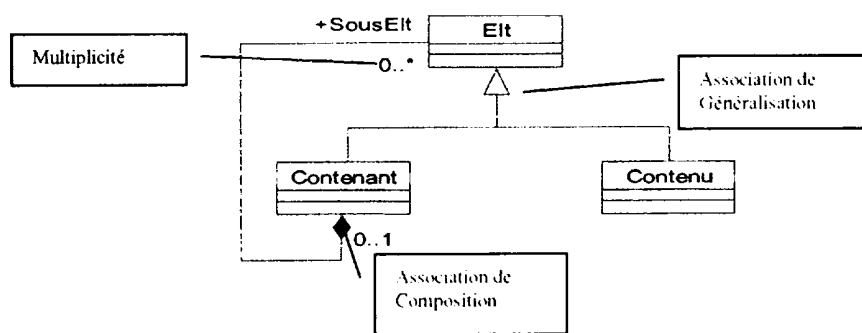 +SousElt
Elt
Multiplicité
0..*
Association de
Généralisation
Contenant
Contenu
0..1
Association de
Composition